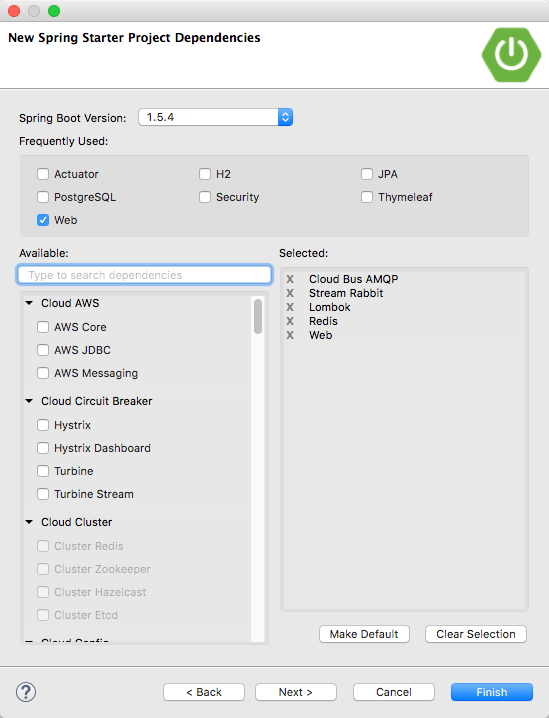 New Spring Starter Project Dependencies
Spring Boot Version: 1.5.4
Frequently Used:
Actuator H2 JPA
PostgreSQL Security Thymeleaf
Web
Available:
Type to search dependencies
Cloud AWS
AWS Core
AWS JDBC
AWS Messaging
Cloud Circuit Breaker
Hystrix
Hystrix Dashboard
Turbine
Turbine Stream
Cloud Cluster
Cluster Redis
Cluster Zookeeper
Cluster Hazelcast
Cluster Etcd
Cloud Config
Selected:
X Cloud Bus AMQP
X Stream Rabbit
X Lombok
X Redis
X Web
Make Default Clear Selection
? < Back Next > Cancel Finish